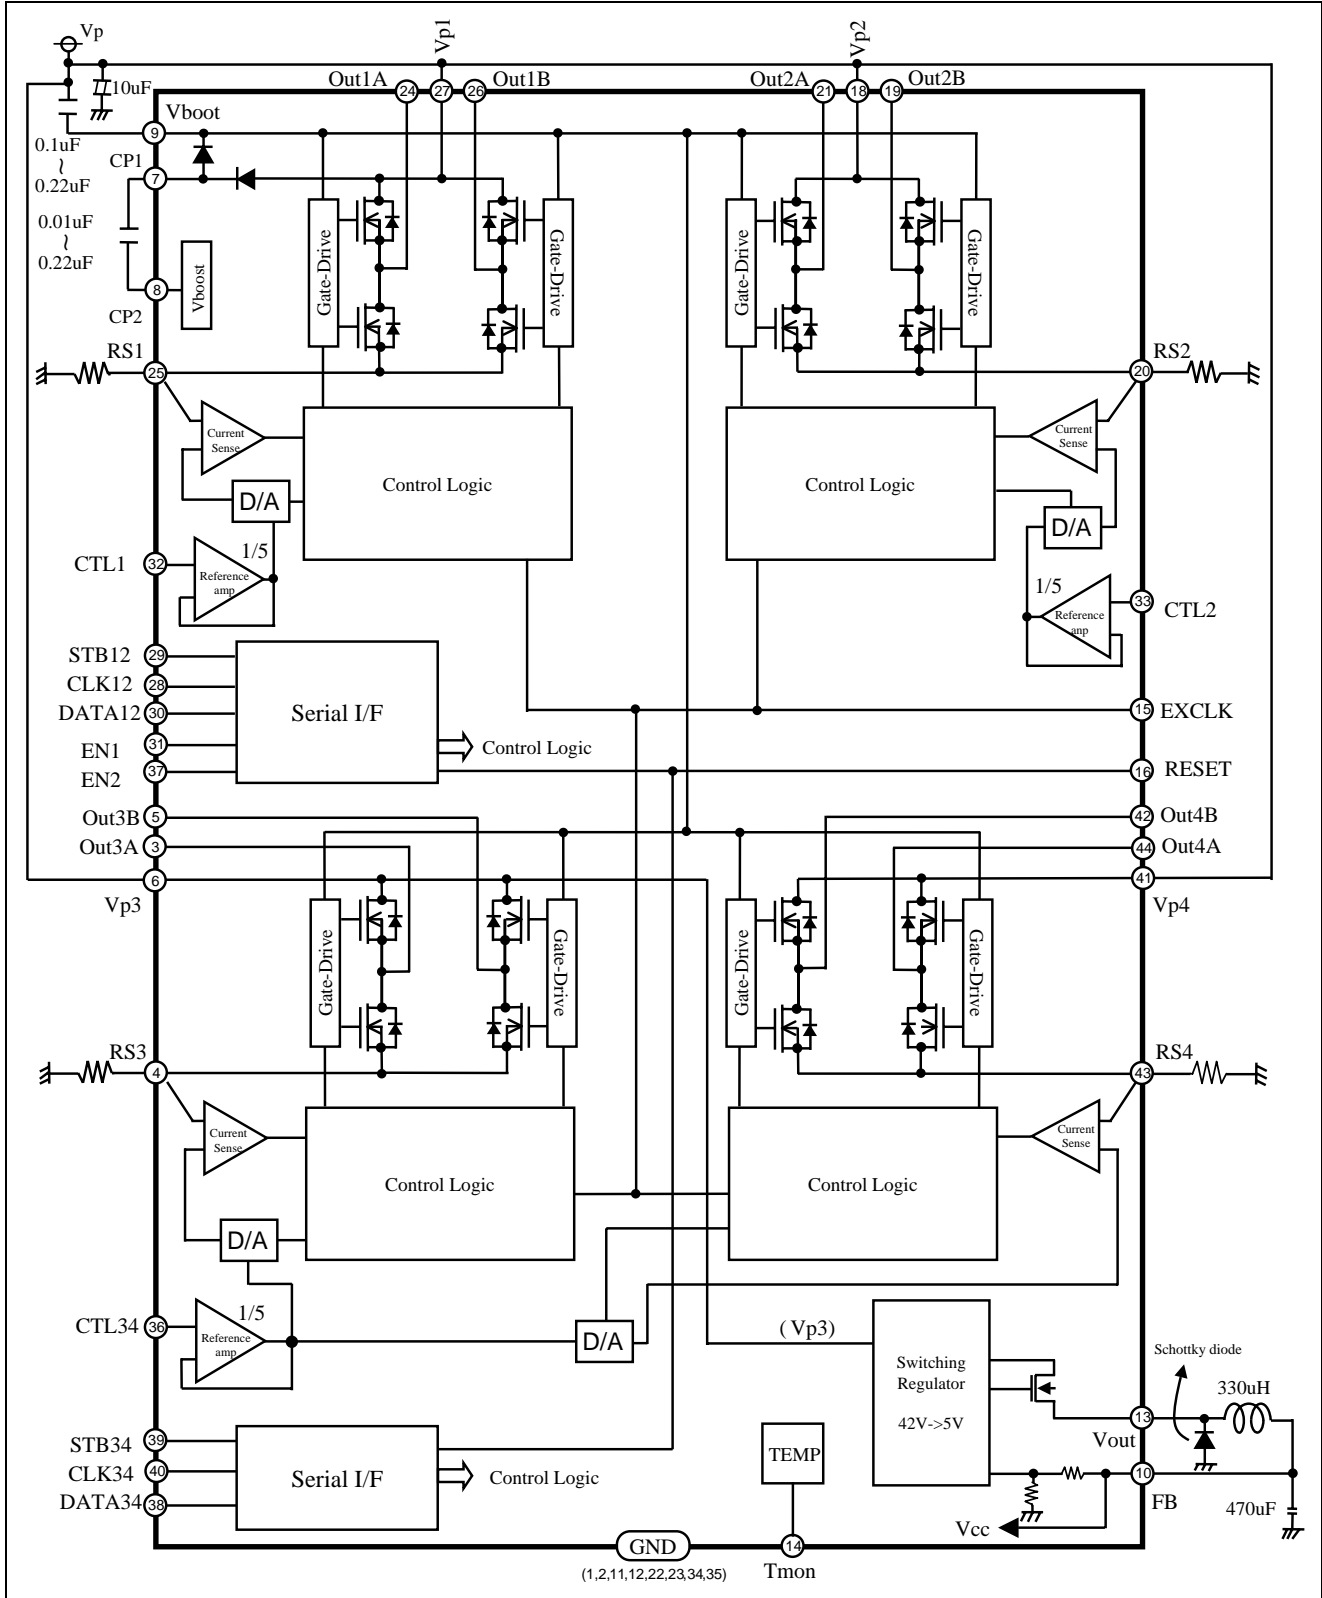 Vp
Vp1
Vp2
10uF
Out1A
24
27
26
Out1B
Out2A
21
18
19
Out2B
Vboot
9
0.1uF
~
0.22uF
CP1
7
0.01uF
~
0.22uF
8
CP2
Vboost
Gate-Drive
Gate-Drive
Gate-Drive
Gate-Drive
RS1
25
RS2
20
Current
Sense
Control Logic
D/A
Control Logic
Current
Sense
D/A
CTL1
32
1/5
Reference
amp
1/5
Reference
anp
33
CTL2
STB12
29
CLK12
28
DATA12
30
EN1
31
EN2
37
Serial I/F
Control Logic
15
EXCLK
16
RESET
Out3B
5
Out3A
3
6
Vp3
42
Out4B
44
Out4A
41
Vp4
Gate-Drive
Gate-Drive
Gate-Drive
Gate-Drive
RS3
4
RS4
43
Current
Sense
Control Logic
D/A
Control Logic
Current
Sense
CTL34
36
1/5
Reference
amp
D/A
( Vp3)
Switching
Regulator
42V->5V
Schottky diode
330uH
13
Vout
10
FB
470uF
Vcc
STB34
39
CLK34
40
DATA34
38
Serial I/F
Control Logic
TEMP
GND
(1,2,11,12,22,23,34,35)
14
Tmon